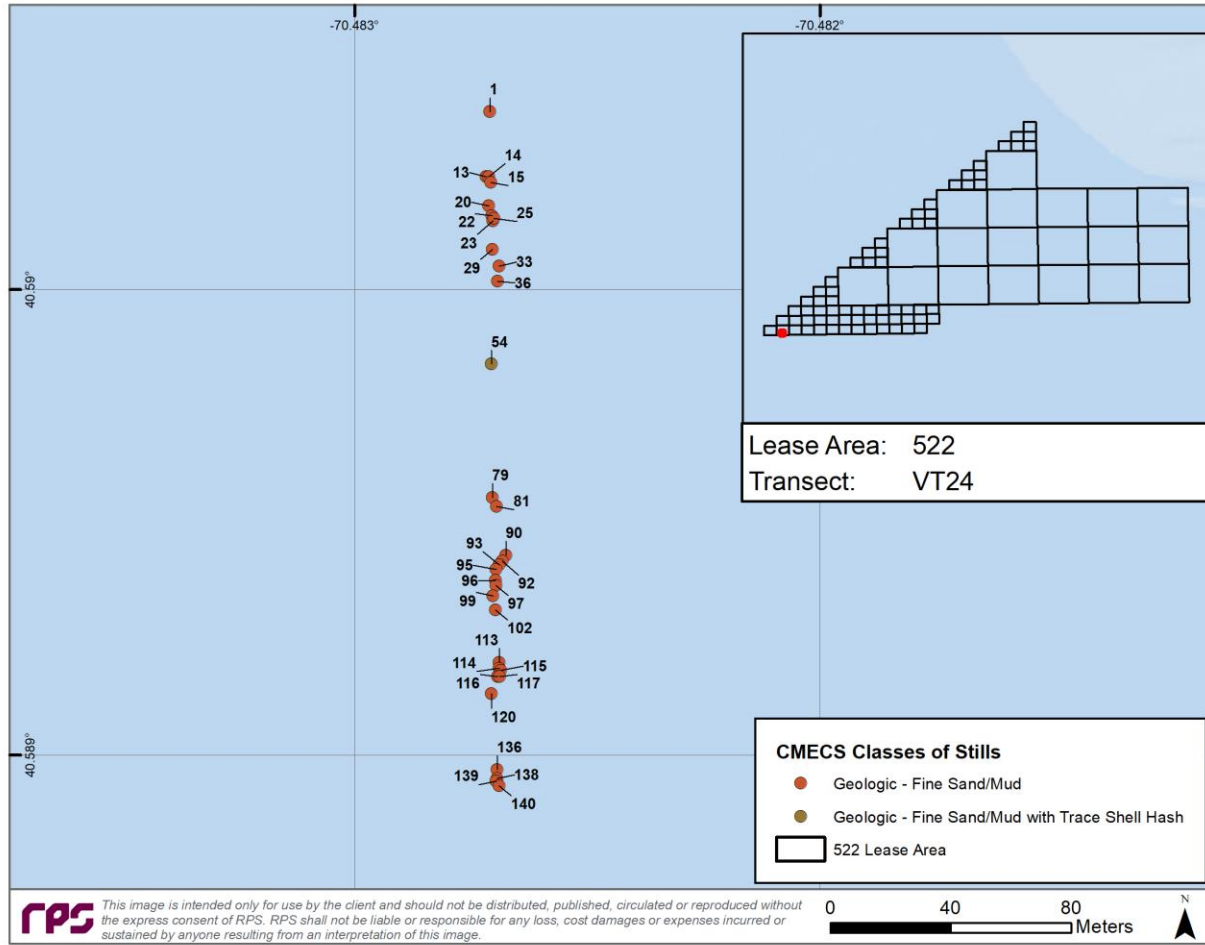 -70.483°
-70.482°
1
14
13
15
20
25
22
23
29
33
36
40.59°
54
79
81
90
93
95
92
96
99
97
102
113
114
115
116
117
120
40.589°
136
139
138
140
Lease Area: 522
Transect: VT24
CMECS Classes of Stills
Geologic - Fine Sand/Mud
Geologic - Fine Sand/Mud with Trace Shell Hash
522 Lease Area
rps
This image is intended only for use by the client and should not be distributed, published, circulated or reproduced without
the express consent of RPS. RPS shall not be liable or responsible for any loss, cost damages or expenses incurred or
sustained by anyone resulting from an interpretation of this image.
0 40 80
Meters
N